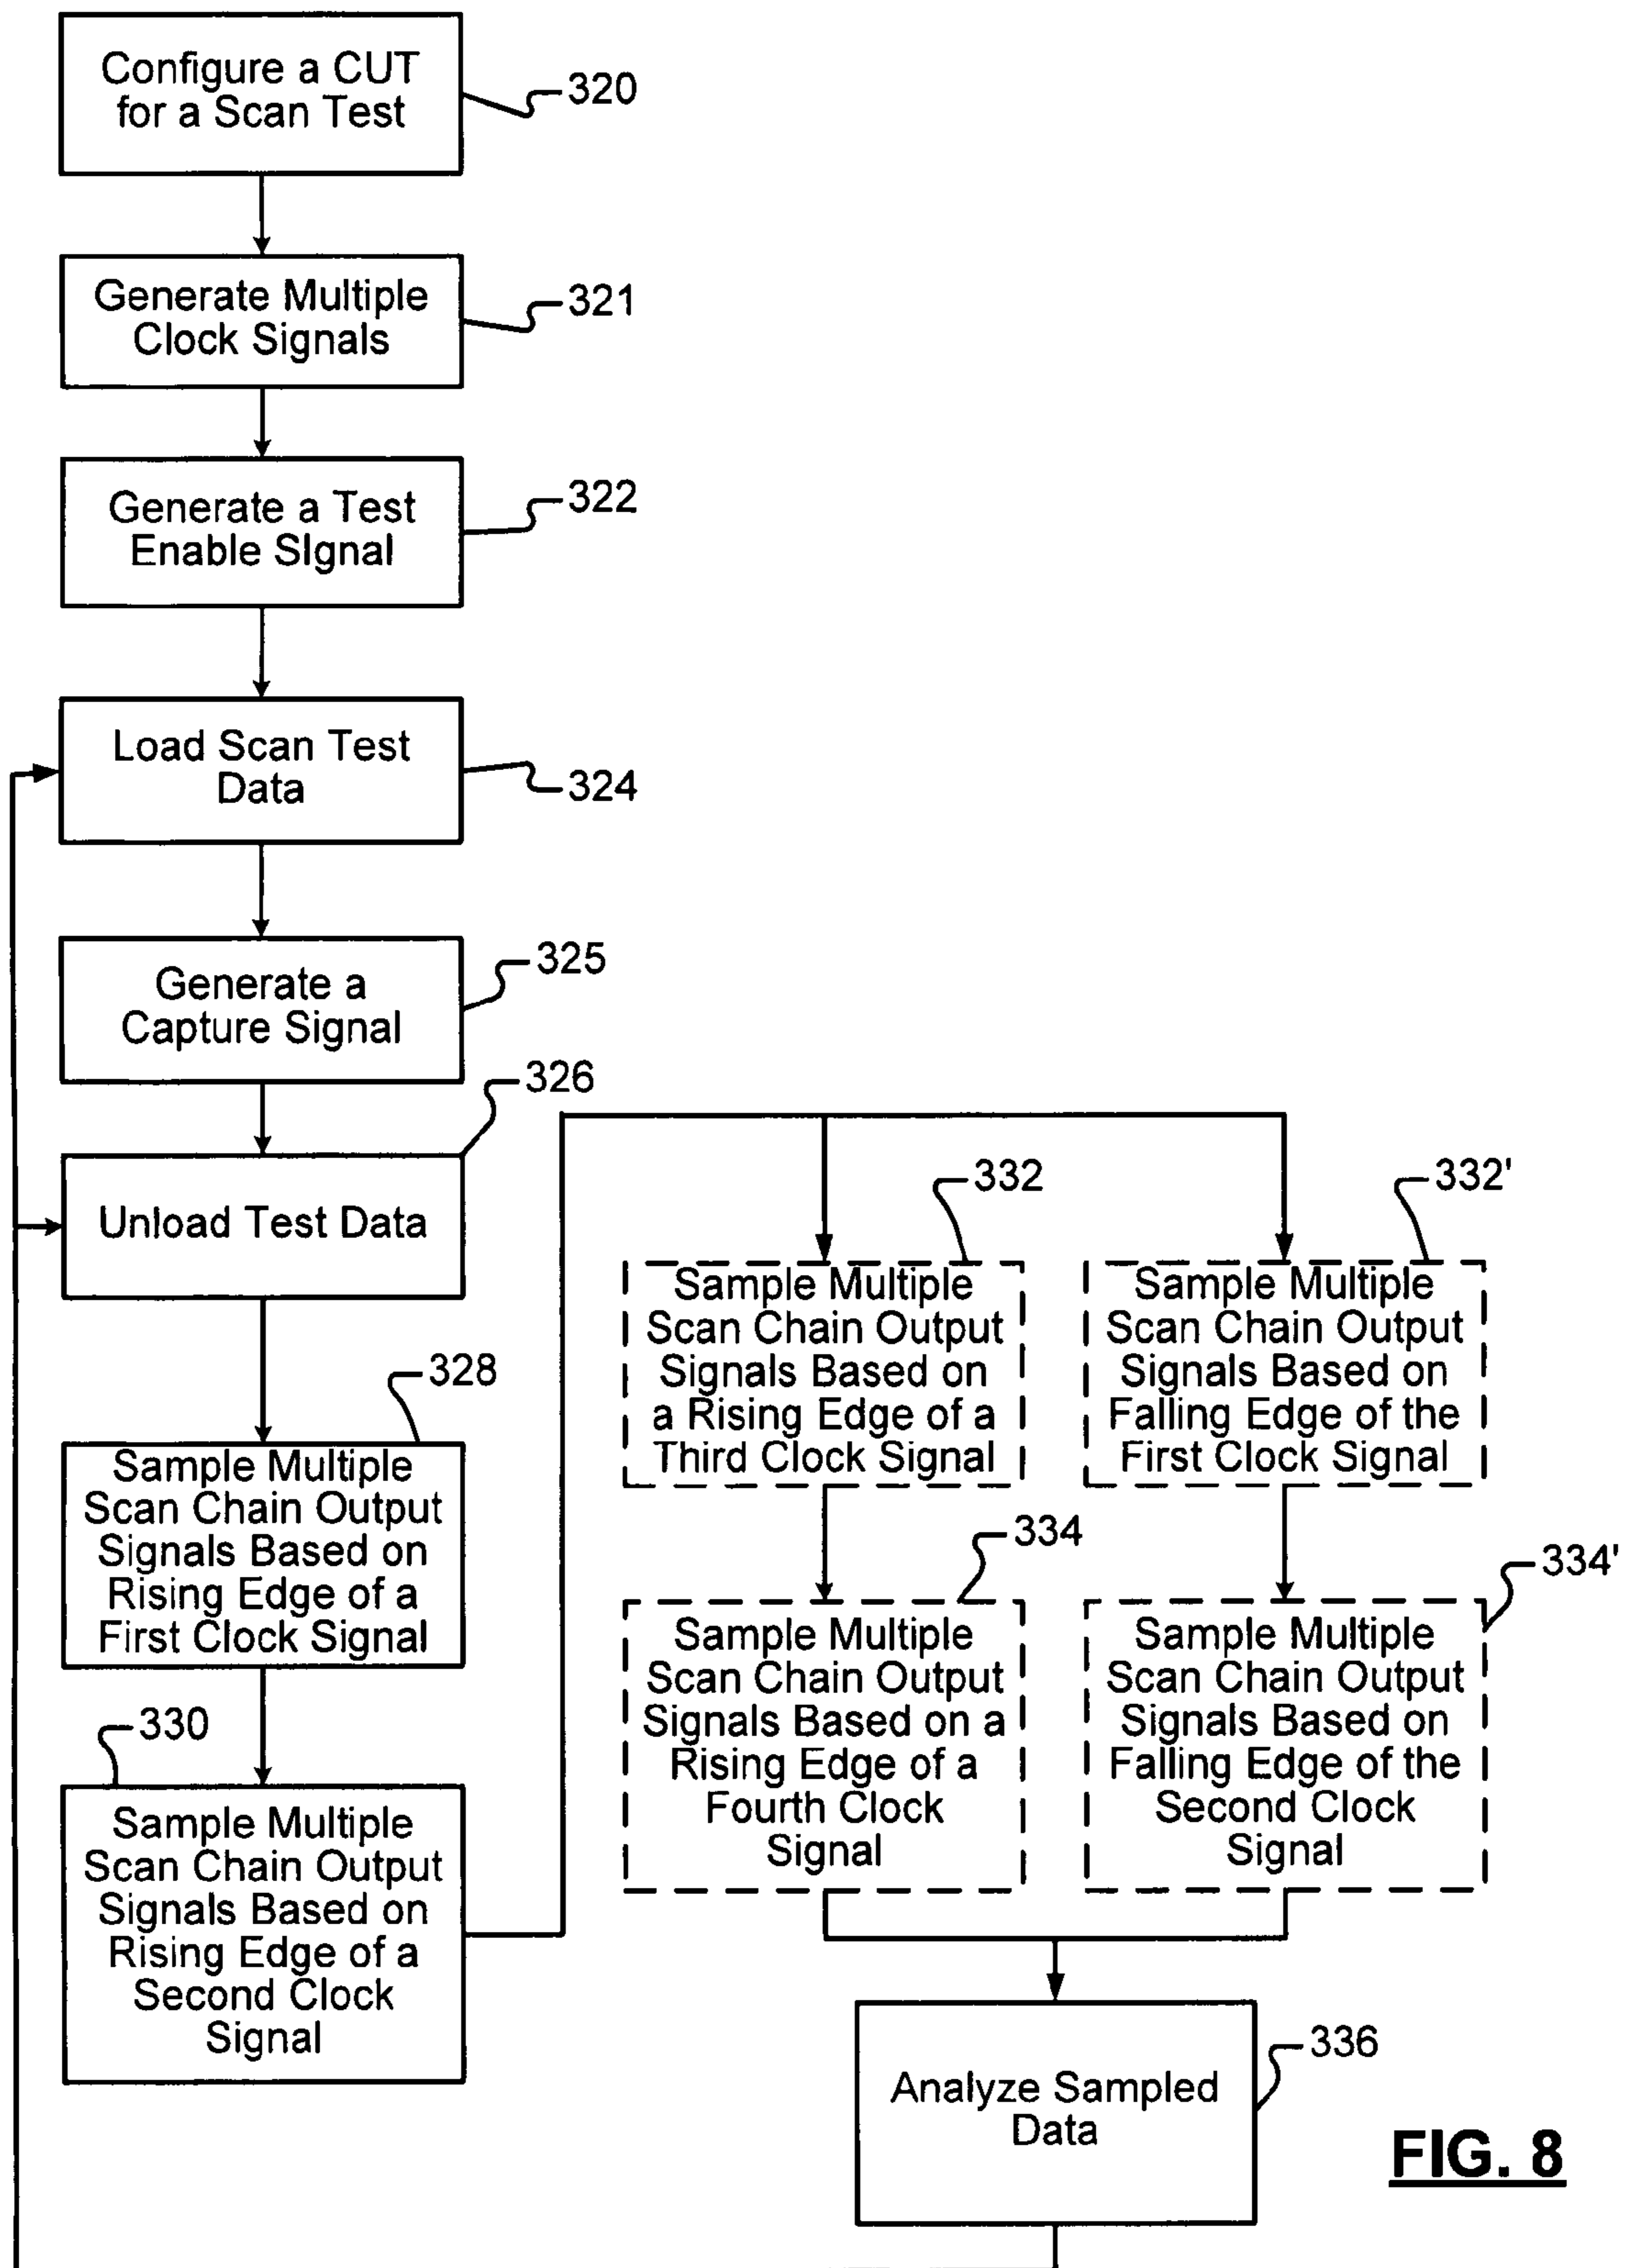 Configure a CUT
for a Scan Test
320
Generate Multiple
Clock Signals
321
Generate a Test
Enable SIgnal
322
Load Scan Test
Data
324
Generate a
Capture Signal
325
Unload Test Data
326
Sample Multiple
Scan Chain Output
Signals Based on
Rising Edge of a
First Clock Signal
328
Sample Multiple
Scan Chain Output
Signals Based on
Rising Edge of a
Second Clock
Signal
330
Sample Multiple
Scan Chain Output
Signals Based on
a Rising Edge of a
Third Clock Signal
332
Sample Multiple
Scan Chain Output
Signals Based on
Falling Edge of the
First Clock Signal
332'
Sample Multiple
Scan Chain Output
Signals Based on a
Rising Edge of a
Fourth Clock
Signal
334
Sample Multiple
Scan Chain Output
Signals Based on
Falling Edge of the
Second Clock
Signal
334'
Analyze Sampled
Data
336
FIG. 8